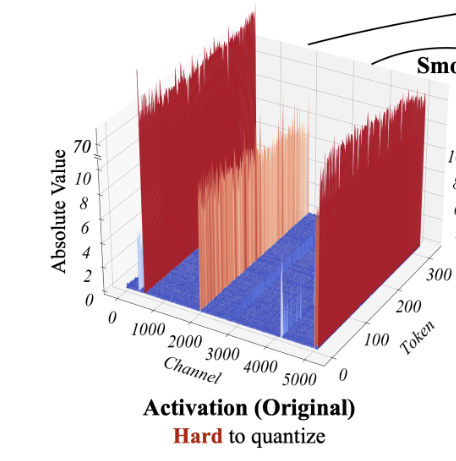 Smo
Absolute Value
70
10
8
6
4
2
0
0
1000
2000
3000
4000
5000
Channel
0
100
200
300
Token
Activation (Original)
Hard to quantize